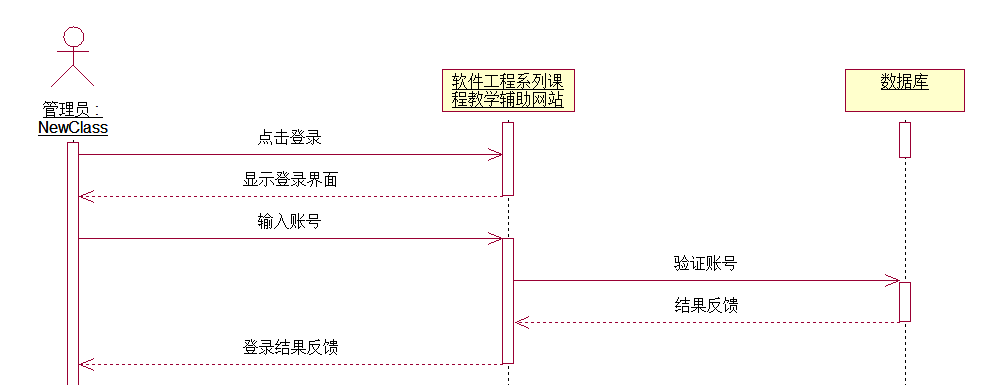 软件工程系列课
程教学辅助网站
数据库
管理员 :
NewClass
点击登录
显示登录界面
输入账号
验证账号
结果反馈
登录结果反馈